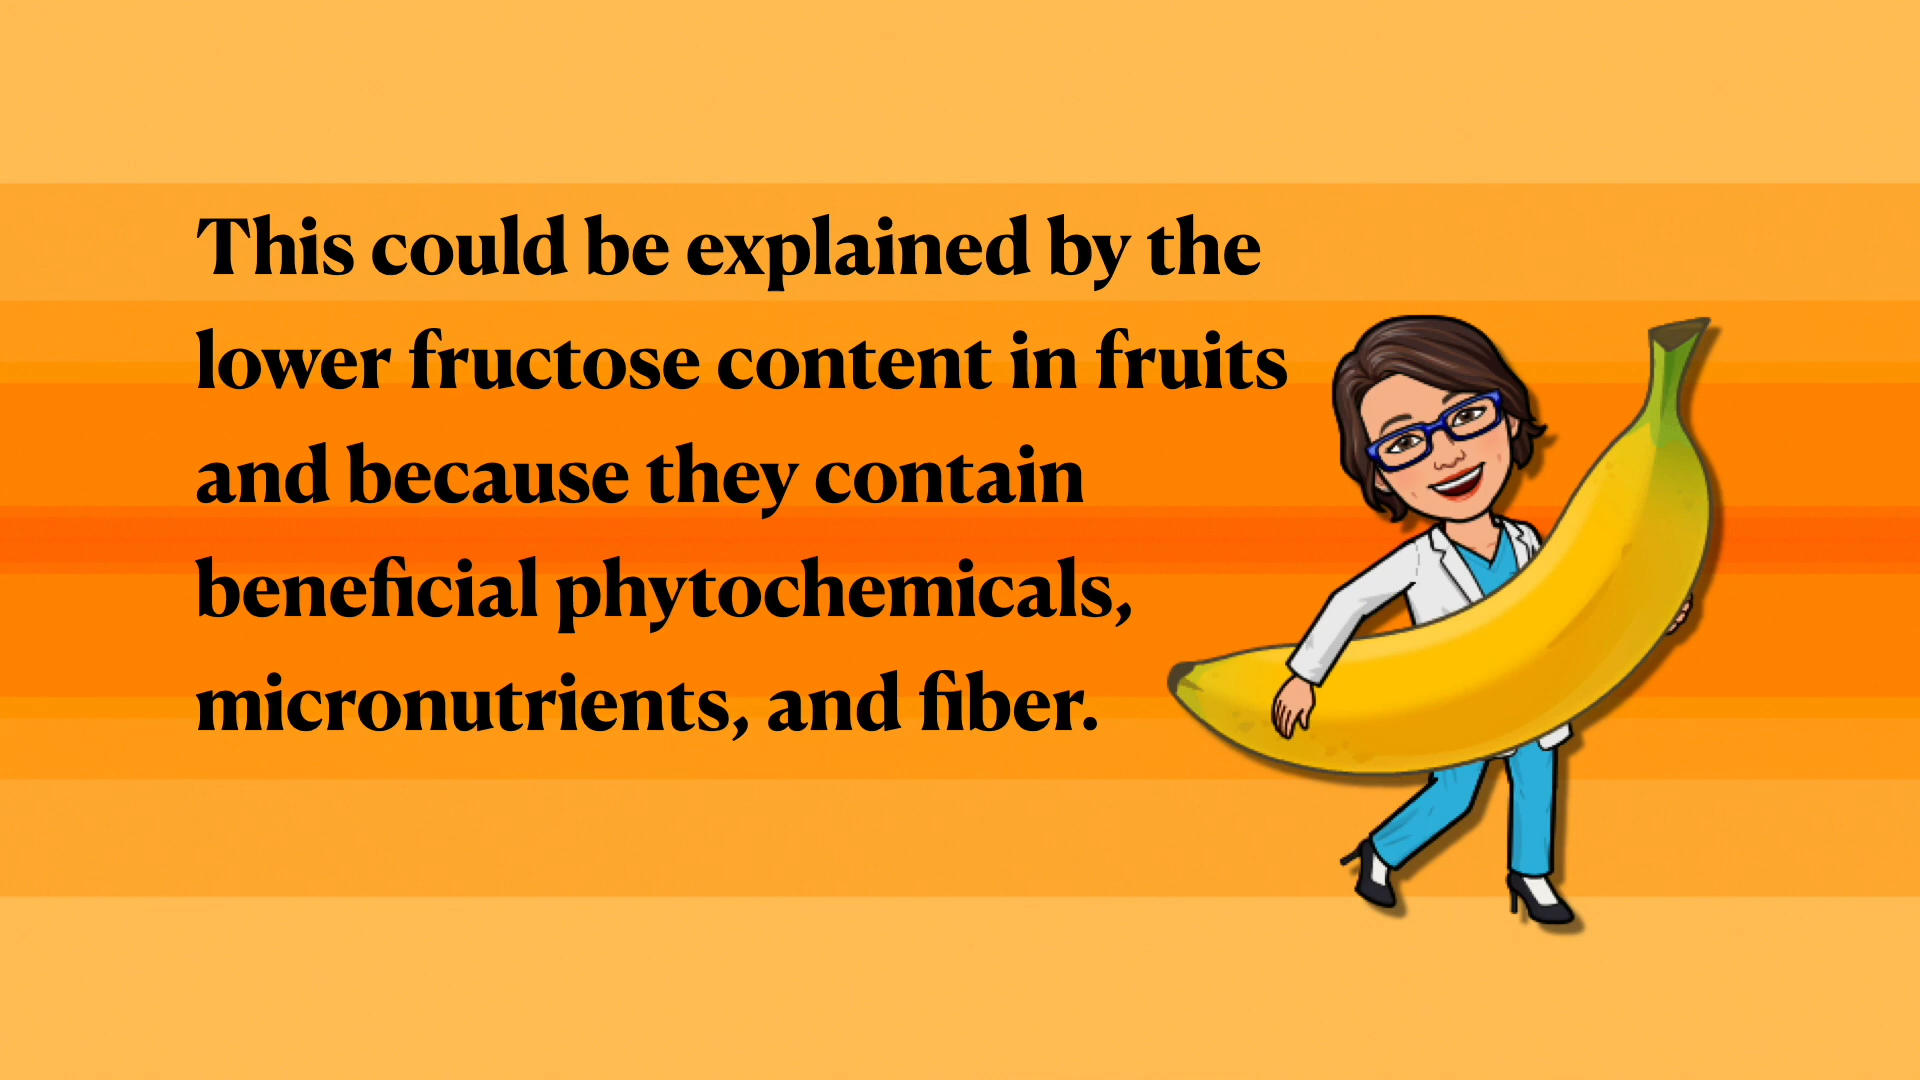 This could be explained by the
lower fructose content in fruits
and because they contain
beneficial phytochemicals,
micronutrients, and fiber.